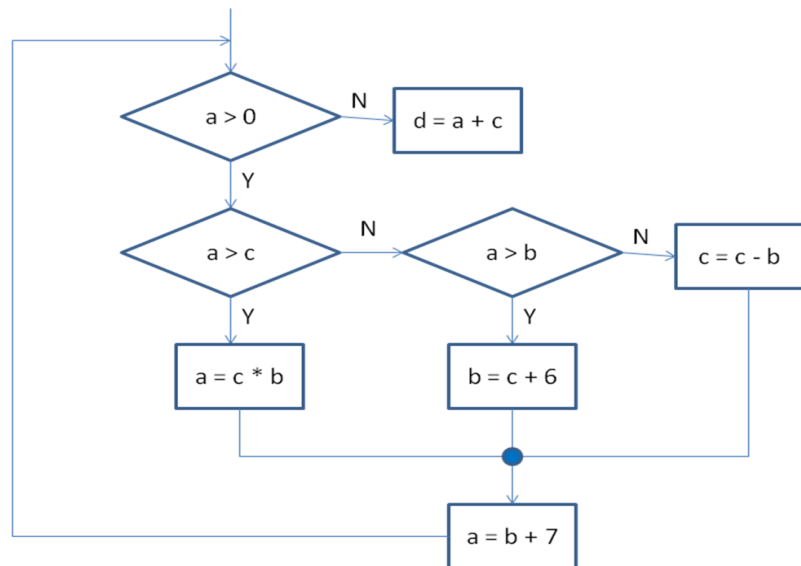 a > 0
N
d = a + c
Y
a > c
N
a > b
N
c = c - b
Y
Y
a = c * b
b = c + 6
a = b + 7